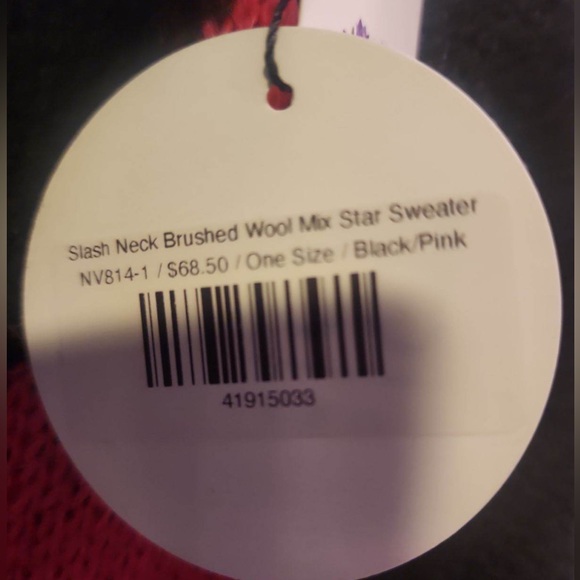 Slash Neck Brushed Wool Mix Star Sweater
NV814-1 / $68.50 / One Size / Black/Pink
41915033